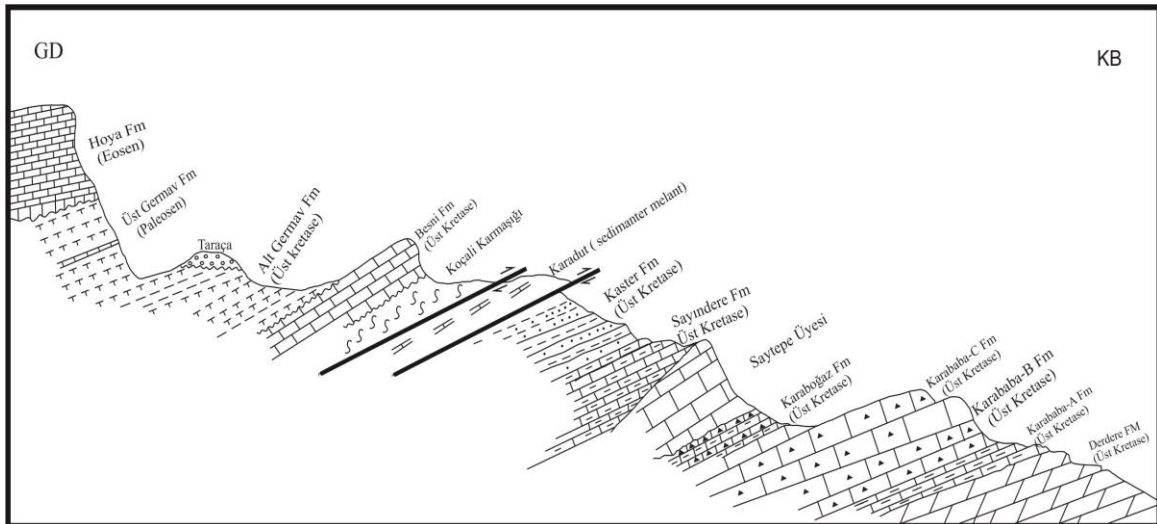 GD
KB
Hoya Fm
(Eosen)
Üst Germav Fm
(Paleosen)
Taraça
Alt Germav Fm
(Üst kretase)
Besni Fm
(Üst Kretase)
Koçali Karmaşığı
Karadut ( sedimanter melant)
Kaster Fm
(Üst Kretase)
Sayındere Fm
(Üst Kretase)
Saytepe Üyesi
Karaboğaz Fm
(Üst Kretase)
Karababa-C Fm
(Üst Kretase)
Karababa-B Fm
(Üst Kretase)
Karababa-A Fm
(Üst Kretase)
Derdere FM
(Üst Kretase)